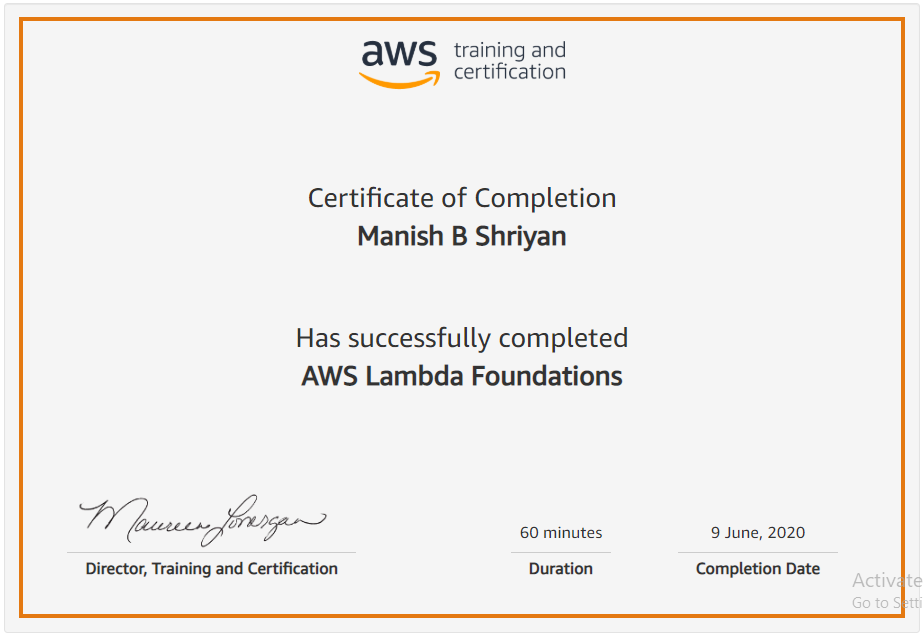 aws training and
certification
Certificate of Completion
Manish B Shriyan
Has successfully completed
AWS Lambda Foundations
Maureen Lonergan
Director, Training and Certification
60 minutes
Duration
9 June, 2020
Completion Date
Activate
Go to Setti